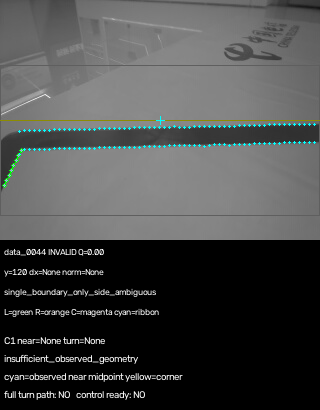 data_0044 INVALID Q=0.00
y=120 dx=None norm=None
single_boundary_only_side_ambiguous
L=green R=orange C=magenta cyan=ribbon
C1 near=None turn=None
insufficient_observed_geometry
cyan=observed near midpoint yellow=corner
full turn path: NO control ready: NO